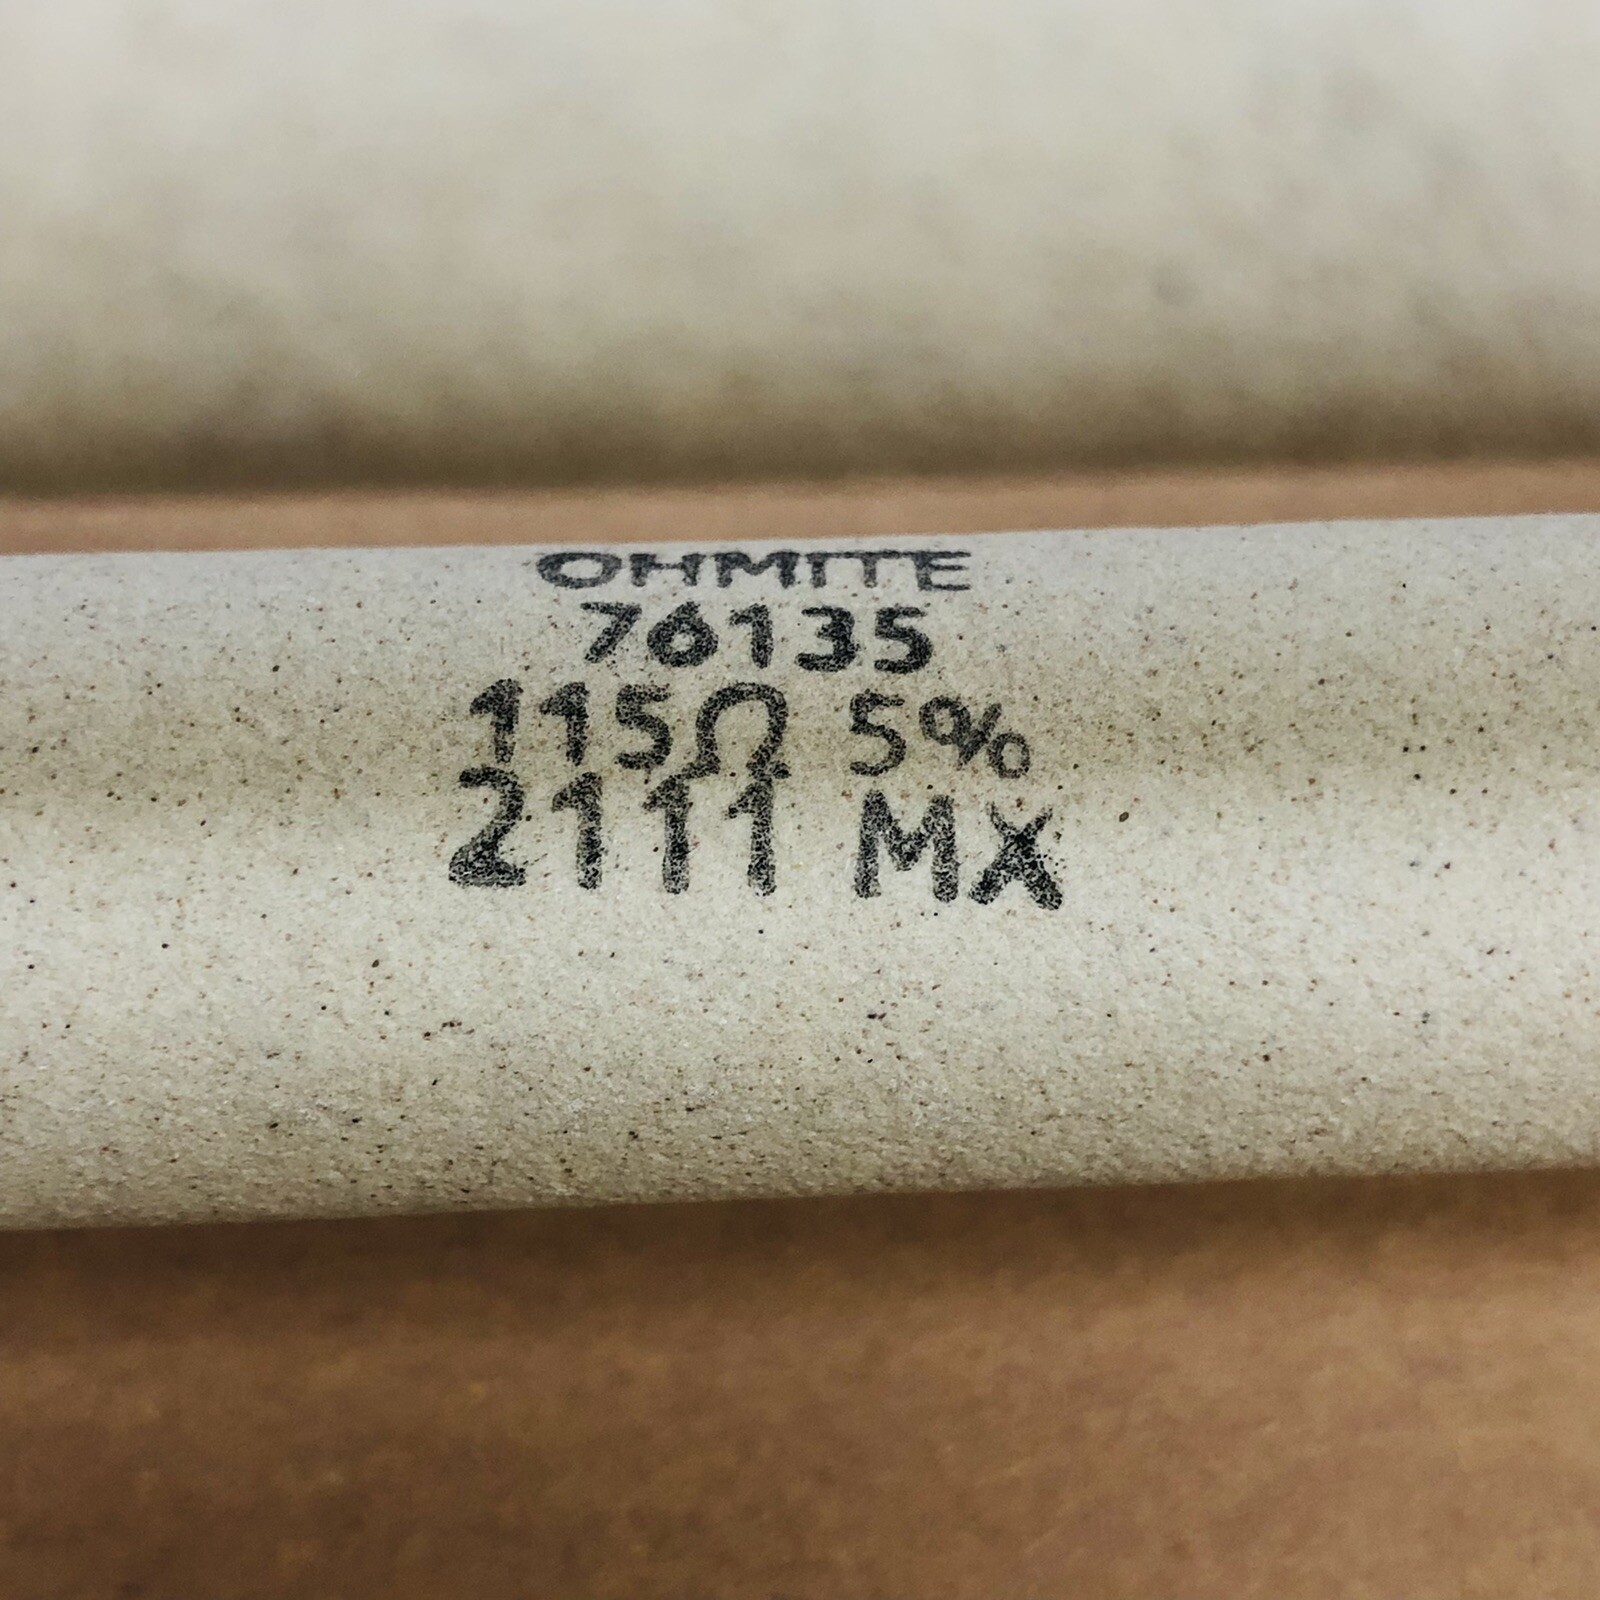 OHMITE
76135
115Ω 5%
2111 MX